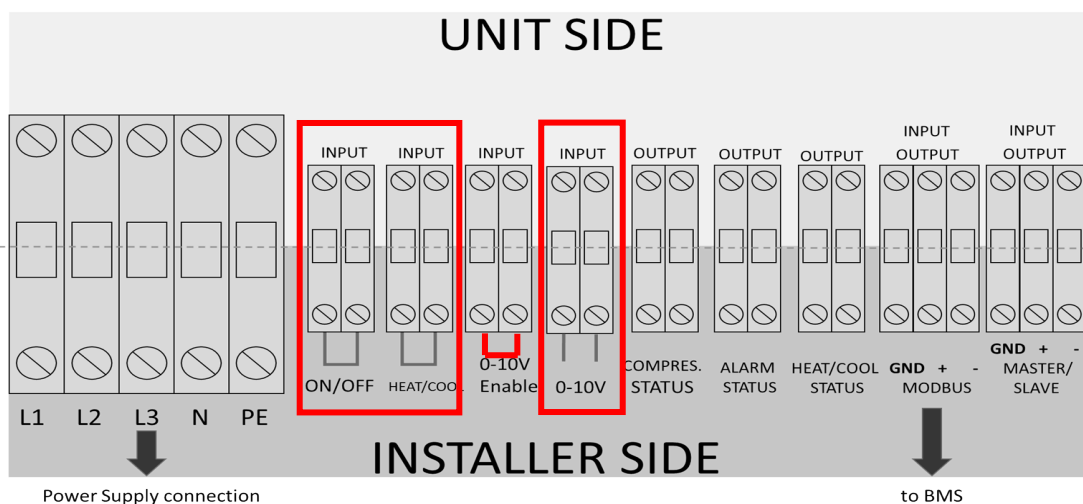 UNIT SIDE
INPUT INPUT
INPUT INPUT INPUT INPUT OUTPUT OUTPUT OUTPUT OUTPUT OUTPUT
GND + -
0-10V COMPRES. ALARM HEAT/COOL GND + - MASTER/
ON/OFF HEAT/COOL Enable 0-10V STATUS STATUS STATUS MODBUS SLAVE
L1 L2 L3 N PE
INSTALLER SIDE
Power Supply connection to BMS